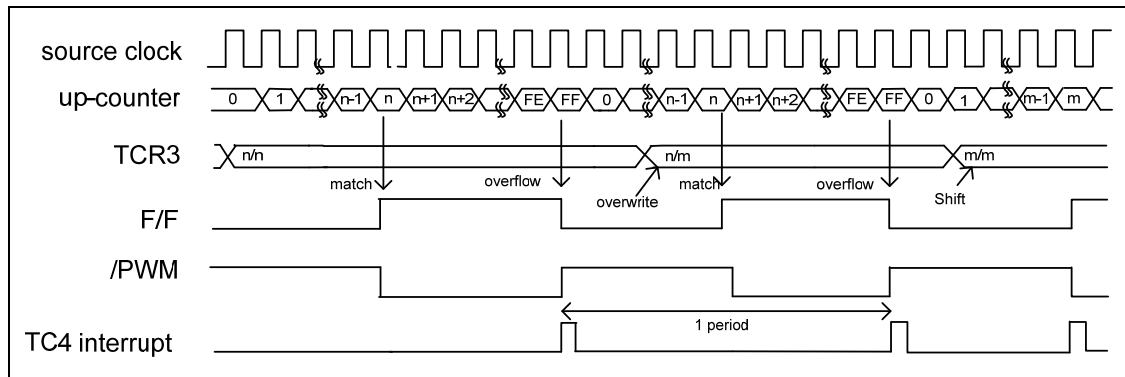 source clock
up-counter 0 1 n-1 n n+1 n+2 FE FF 0 n-1 n n+1 n+2 FE FF 0 1 m-1 m
TCR3 n/n n/m m/m
match overflow overwrite match overflow Shift
F/F
/PWM
1 period
TC4 interrupt